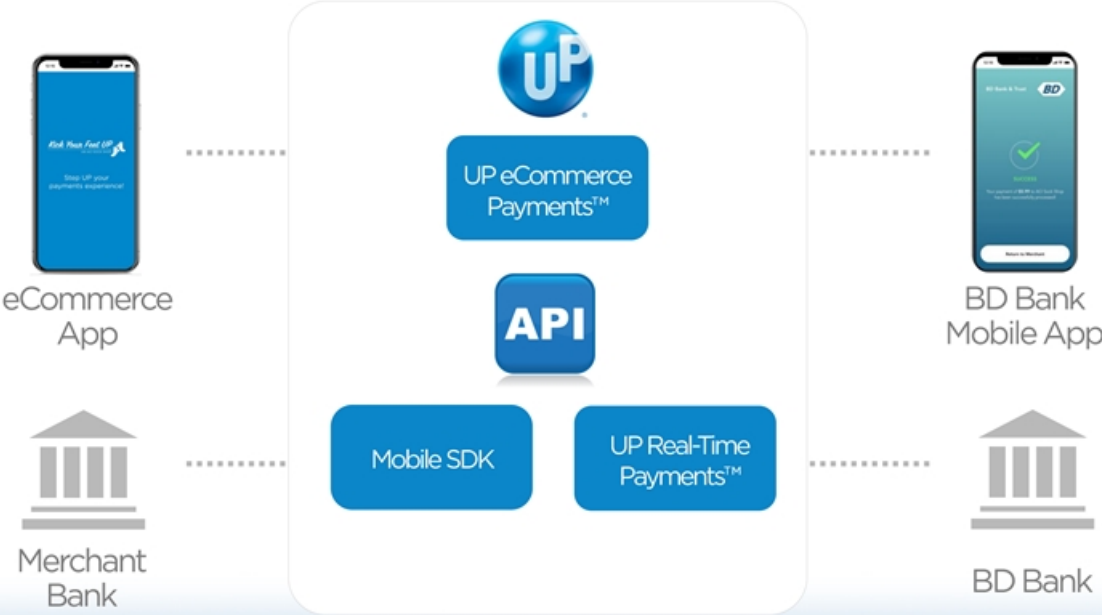 UP
UP eCommerce
Payments™
API
Mobile SDK
UP Real-Time
Payments™
Kick Your Feet UP
Step UP your
payments experience!
eCommerce
App
Merchant
Bank
BD Bank & Trust
BD
SUCCESS
Return to Merchant
BD Bank
Mobile App
BD Bank